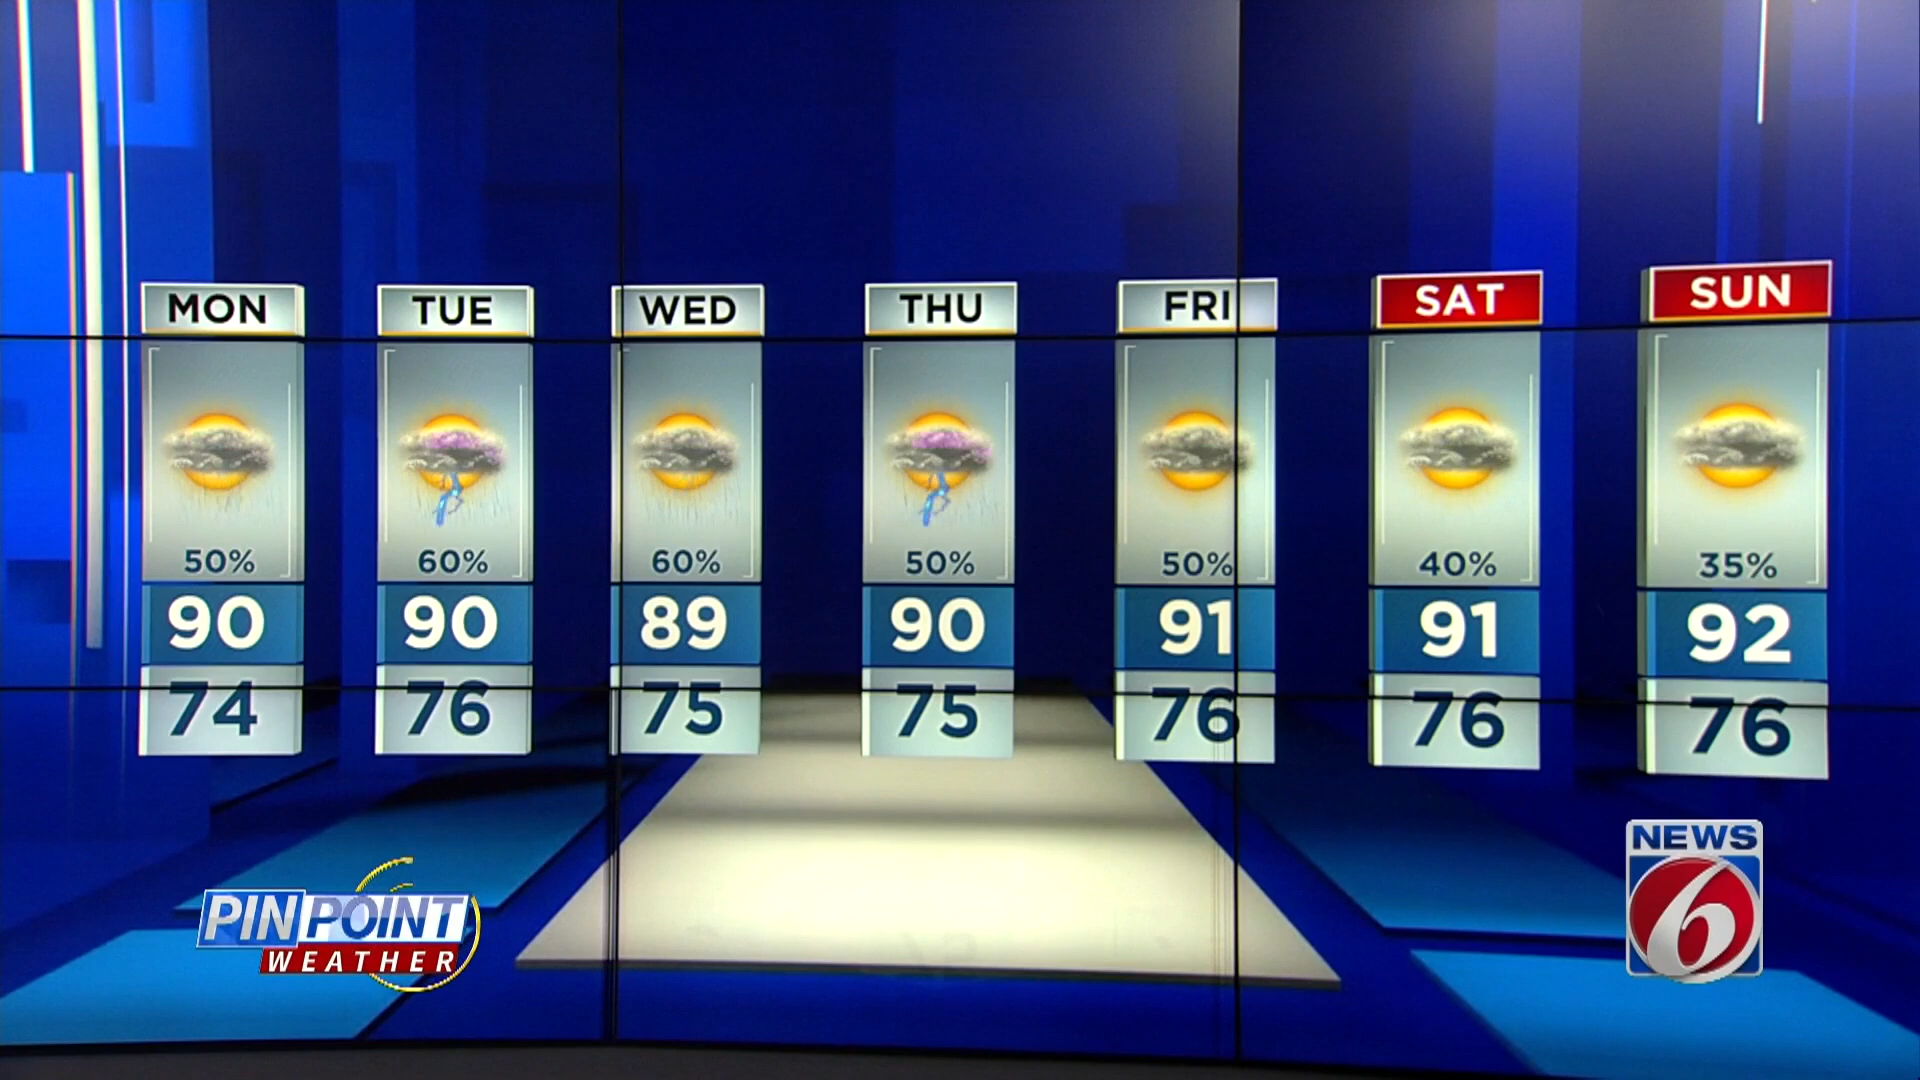 MON TUE WED THU FRI SAT SUN
50% 60% 60% 50% 50% 40% 35%
90 90 89 90 91 91 92
74 76 75 75 76 76 76
PINPOINT
WEATHER
NEWS
6